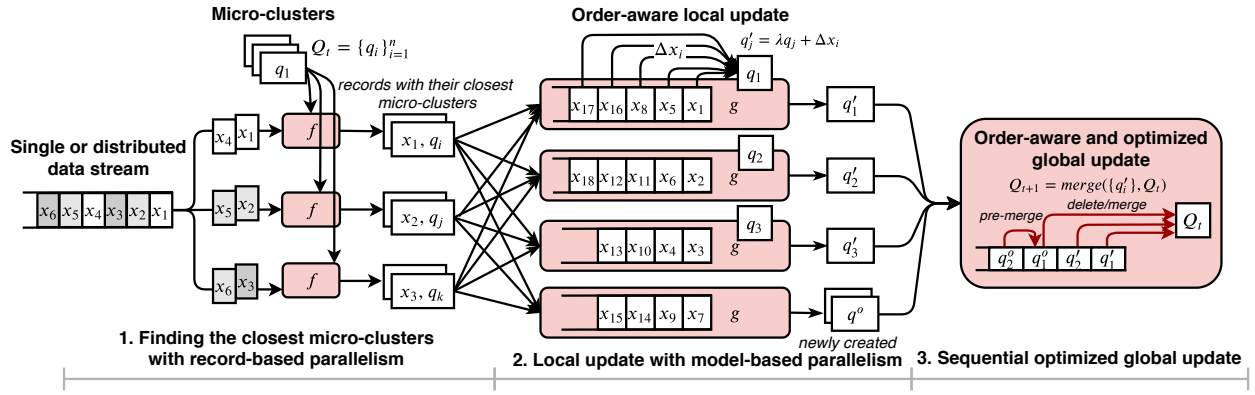 Micro-clusters
Q_t = {q_i}_{i=1}^n
q_1
records with their closest
micro-clusters
Single or distributed
data stream
x_6 x_5 x_4 x_3 x_2 x_1
x_4 x_1
f
x_1, q_i
x_5 x_2
f
x_2, q_j
x_6 x_3
f
x_3, q_k
1. Finding the closest micro-clusters
with record-based parallelism
Order-aware local update
q'_j = λq_j + Δx_i
Δx_i
q_1
x_17 x_16 x_8 x_5 x_1 g
q'_1
q_2
x_18 x_12 x_11 x_6 x_2 g
q'_2
q_3
x_13 x_10 x_4 x_3 g
q'_3
x_15 x_14 x_9 x_7 g
q^o
newly created
2. Local update with model-based parallelism
Order-aware and optimized
global update
Q_{t+1} = merge({q'_i}, Q_t)
delete/merge
pre-merge
Q_t
q_2^o q_1^o q'_2 q'_1
3. Sequential optimized global update